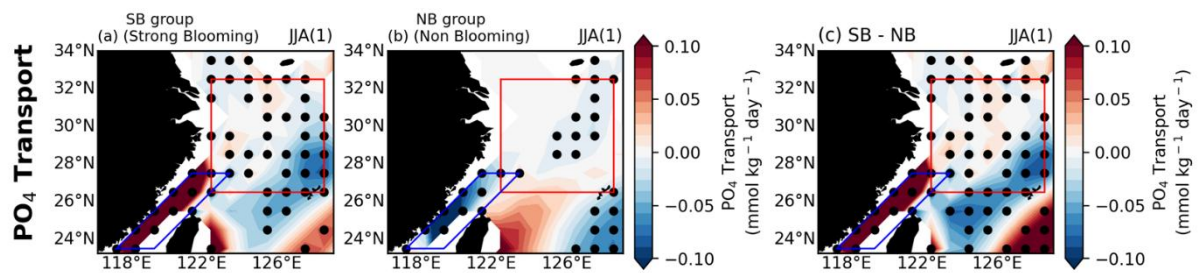 SB group
(a) (Strong Blooming) JJA(1)
NB group
(b) (Non Blooming) JJA(1)
(c) SB - NB JJA(1)
PO₄ Transport
34°N
32°N
30°N
28°N
26°N
24°N
118°E 122°E 126°E
34°N
32°N
30°N
28°N
26°N
24°N
118°E 122°E 126°E
0.10
0.05
0.00
−0.05
−0.10
PO₄ Transport
(mmol kg⁻¹ day⁻¹)
34°N
32°N
30°N
28°N
26°N
24°N
118°E 122°E 126°E
0.10
0.05
0.00
−0.05
−0.10
PO₄ Transport
(mmol kg⁻¹ day⁻¹)